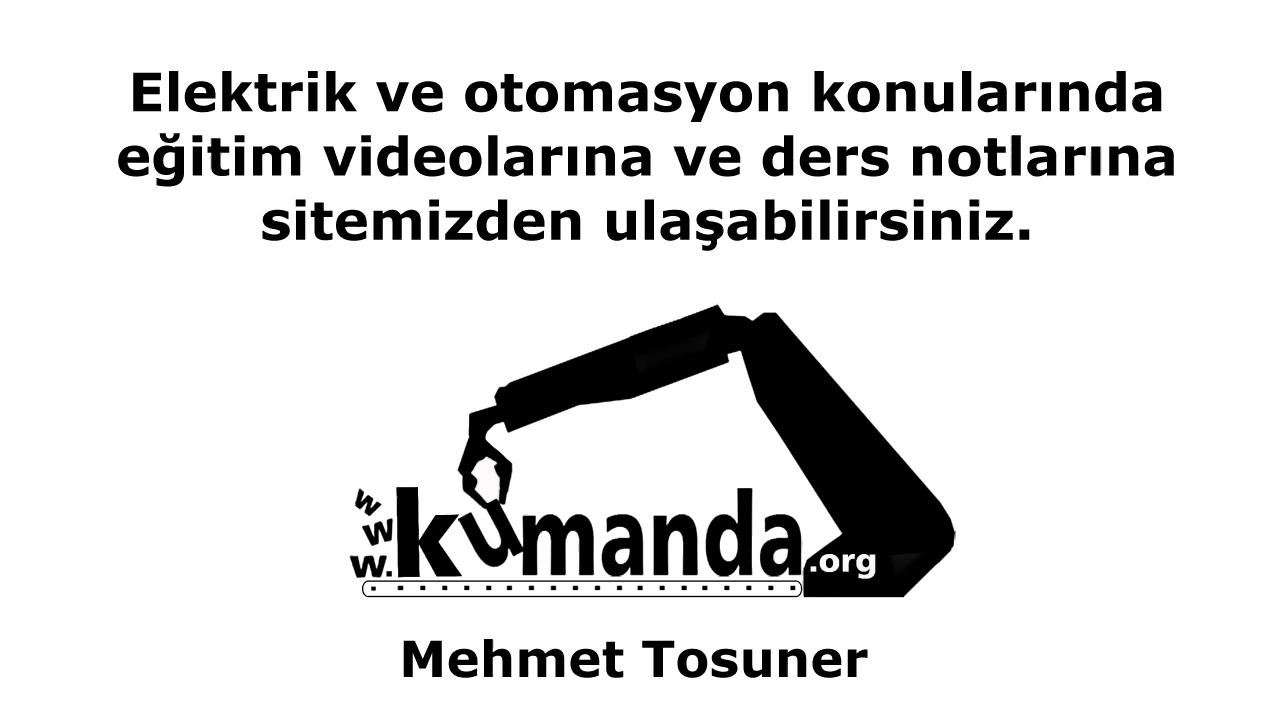 Elektrik ve otomasyon konularında
eğitim videolarına ve ders notlarına
sitemizden ulaşabilirsiniz.
www.kumanda.org
Mehmet Tosuner